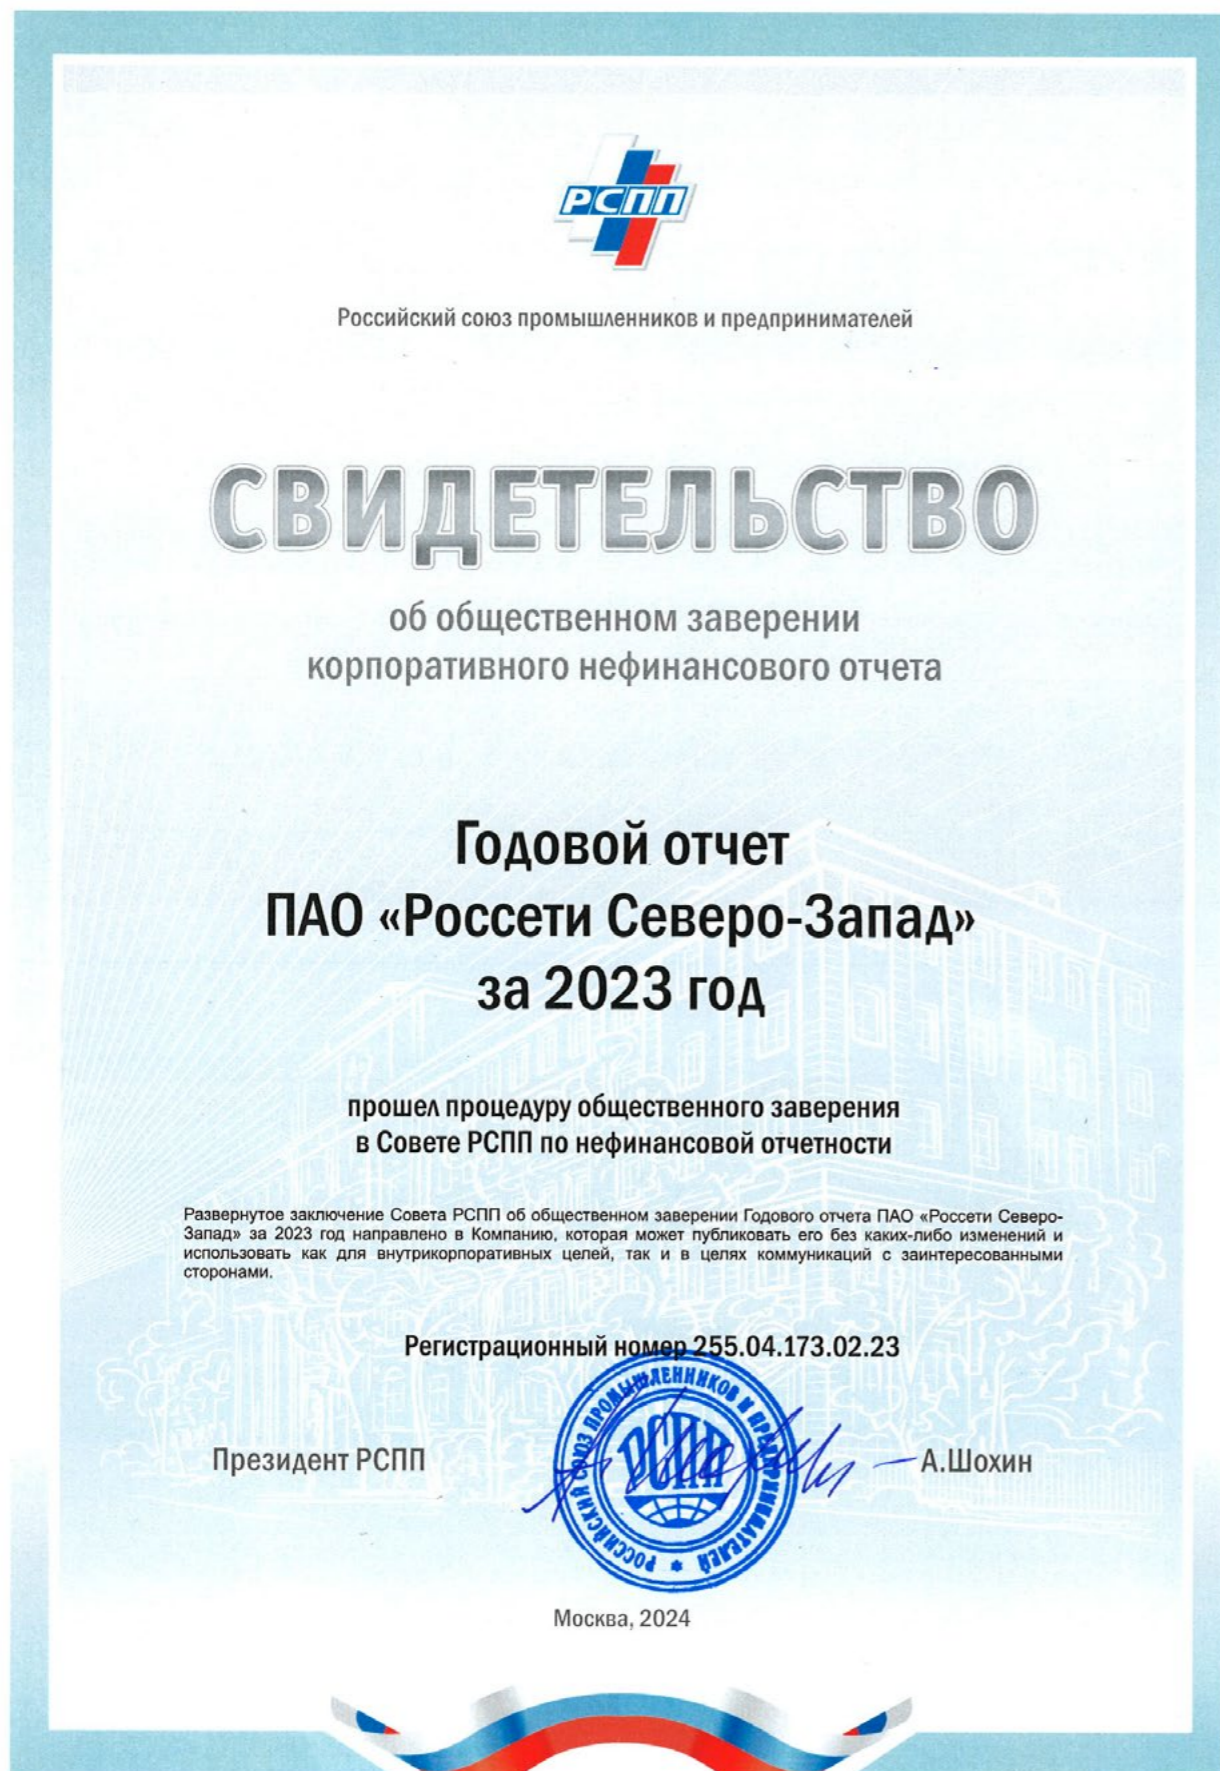 РСПП
Российский союз промышленников и предпринимателей
СВИДЕТЕЛЬСТВО
об общественном заверении
корпоративного нефинансового отчета
Годовой отчет
ПАО «Россети Северо-Запад»
за 2023 год
прошел процедуру общественного заверения
в Совете РСПП по нефинансовой отчетности
Развернутое заключение Совета РСПП об общественном заверении Годового отчета ПАО «Россети Северо-
Запад» за 2023 год направлено в Компанию, которая может публиковать его без каких-либо изменений и
использовать как для внутрикорпоративных целей, так и в целях коммуникаций с заинтересованными
сторонами.
Регистрационный номер 255.04.173.02.23
РОССИЙСКИЙ СОЮЗ ПРОМЫШЛЕННИКОВ И ПРЕДПРИНИМАТЕЛЕЙ
РСПП
Президент РСПП
А.Шохин
Москва, 2024